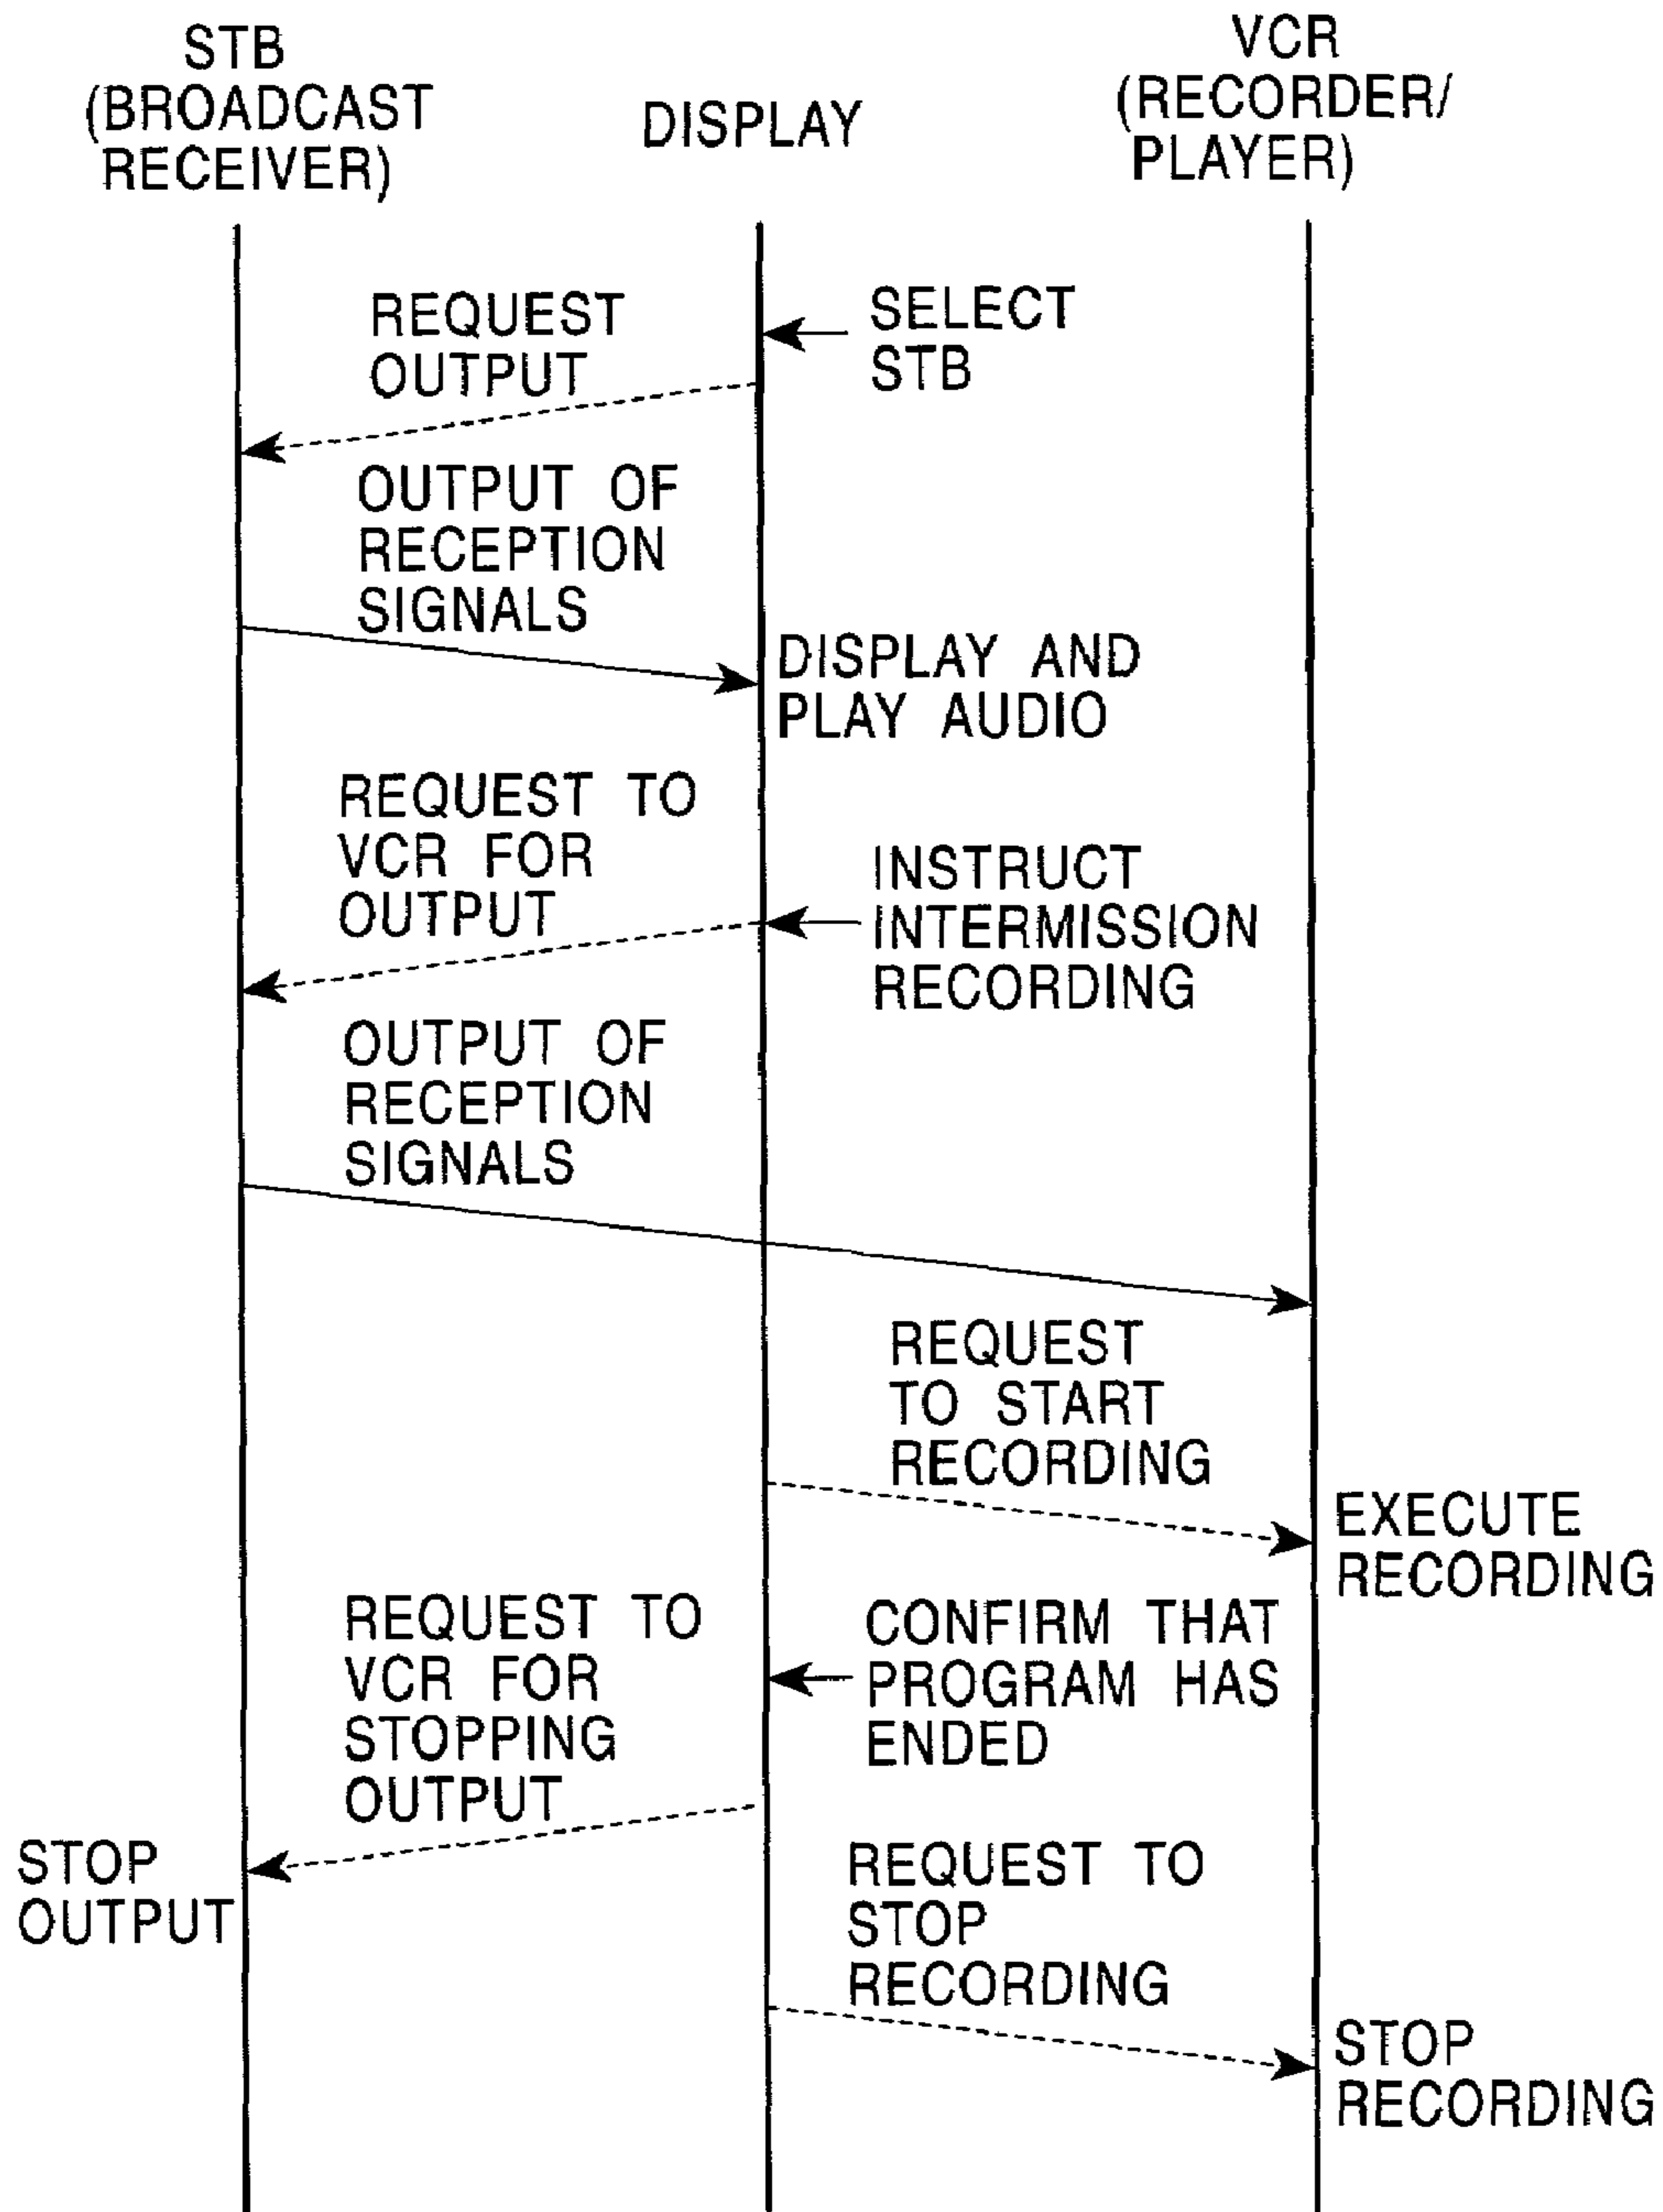 STB
(BROADCAST
RECEIVER)
DISPLAY
VCR
(RECORDER/
PLAYER)
SELECT
STB
REQUEST
OUTPUT
OUTPUT OF
RECEPTION
SIGNALS
DISPLAY AND
PLAY AUDIO
REQUEST TO
VCR FOR
OUTPUT
INSTRUCT
INTERMISSION
RECORDING
OUTPUT OF
RECEPTION
SIGNALS
REQUEST
TO START
RECORDING
EXECUTE
RECORDING
CONFIRM THAT
PROGRAM HAS
ENDED
REQUEST TO
VCR FOR
STOPPING
OUTPUT
STOP
OUTPUT
REQUEST TO
STOP
RECORDING
STOP
RECORDING